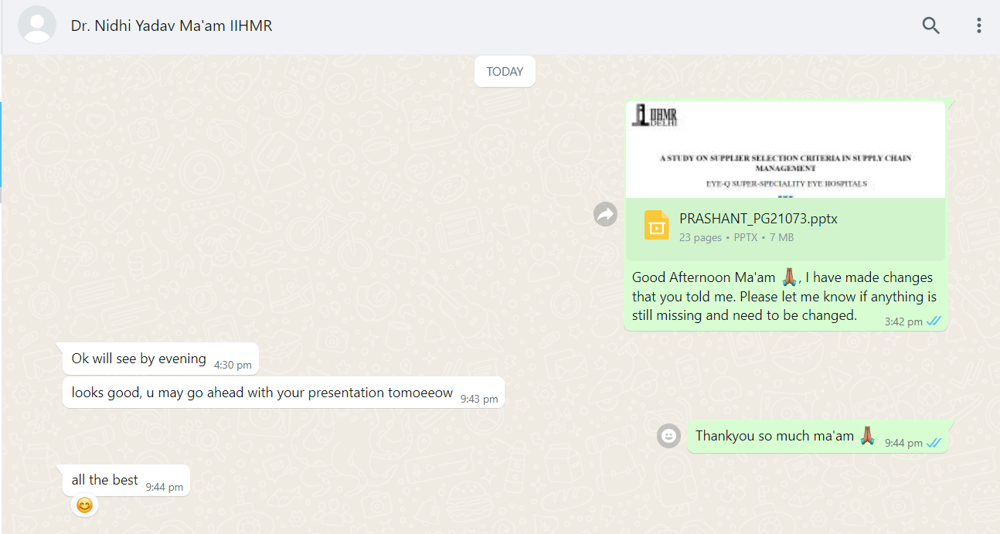 Dr. Nidhi Yadav Ma'am IIHMR
TODAY
IIHMR
DELHI
A STUDY ON SUPPLIER SELECTION CRITERIA IN SUPPLY CHAIN
MANAGEMENT
EYE-Q SUPER-SPECIALITY EYE HOSPITALS
PRASHANT_PG21073.pptx
23 pages • PPTX • 7 MB
Good Afternoon Ma'am 🙏🏽, I have made changes
that you told me. Please let me know if anything is
still missing and need to be changed. 3:42 pm
Ok will see by evening 4:30 pm
looks good, u may go ahead with your presentation tomoeeow 9:43 pm
Thankyou so much ma'am 🙏🏽 9:44 pm
all the best 9:44 pm
😊